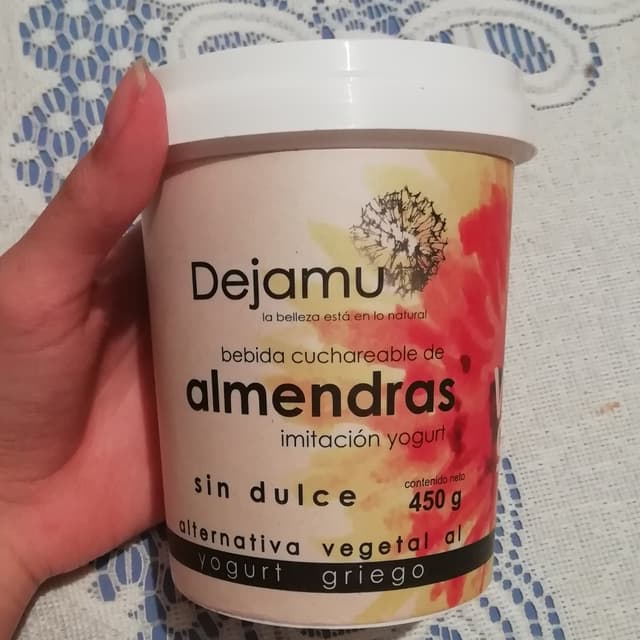 Dejamu
la belleza está en lo natural
bebida cuchareable de
almendras
imitación yogurt
sin dulce
contenido neto
450 g
alternativa vegetal al
yogurt griego